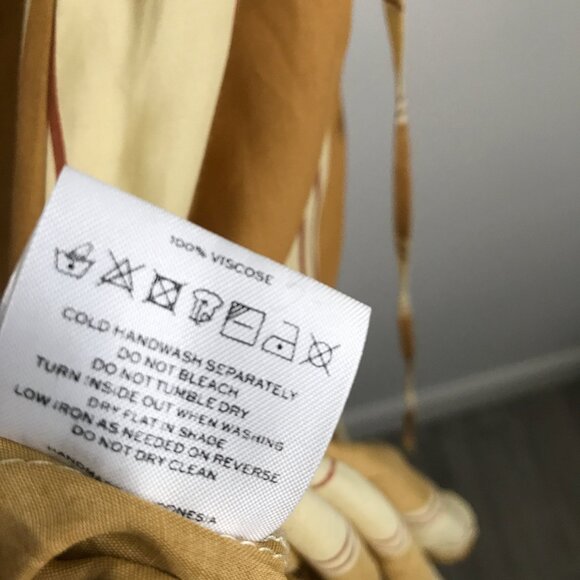 100% VISCOSE
COLD HANDWASH SEPARATELY
DO NOT BLEACH
DO NOT TUMBLE DRY
TURN INSIDE OUT WHEN WASHING
DRY FLAT IN SHADE
LOW IRON AS NEEDED ON REVERSE
DO NOT DRY CLEAN